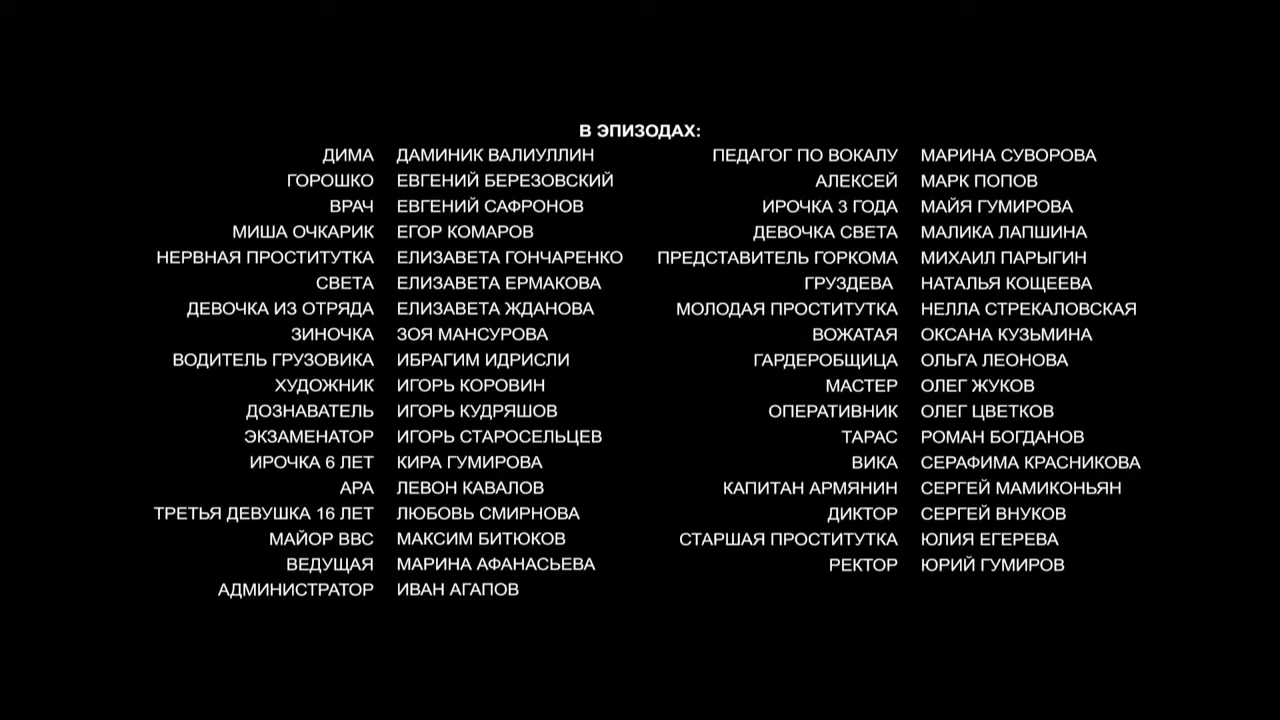 В ЭПИЗОДАХ:
ДИМА ДАМИНИК ВАЛИУЛЛИН
ГОРОШКО ЕВГЕНИЙ БЕРЕЗОВСКИЙ
ВРАЧ ЕВГЕНИЙ САФРОНОВ
МИША ОЧКАРИК ЕГОР КОМАРОВ
НЕРВНАЯ ПРОСТИТУТКА ЕЛИЗАВЕТА ГОНЧАРЕНКО
СВЕТА ЕЛИЗАВЕТА ЕРМАКОВА
ДЕВОЧКА ИЗ ОТРЯДА ЕЛИЗАВЕТА ЖДАНОВА
ЗИНОЧКА ЗОЯ МАНСУРОВА
ВОДИТЕЛЬ ГРУЗОВИКА ИБРАГИМ ИДРИСЛИ
ХУДОЖНИК ИГОРЬ КОРОВИН
ДОЗНАВАТЕЛЬ ИГОРЬ КУДРЯШОВ
ЭКЗАМЕНАТОР ИГОРЬ СТАРОСЕЛЬЦЕВ
ИРОЧКА 6 ЛЕТ КИРА ГУМИРОВА
АРА ЛЕВОН КАВАЛОВ
ТРЕТЬЯ ДЕВУШКА 16 ЛЕТ ЛЮБОВЬ СМИРНОВА
МАЙОР ВВС МАКСИМ БИТЮКОВ
ВЕДУЩАЯ МАРИНА АФАНАСЬЕВА
АДМИНИСТРАТОР ИВАН АГАПОВ
ПЕДАГОГ ПО ВОКАЛУ МАРИНА СУВОРОВА
АЛЕКСЕЙ МАРК ПОПОВ
ИРОЧКА 3 ГОДА МАЙЯ ГУМИРОВА
ДЕВОЧКА СВЕТА МАЛИКА ЛАПШИНА
ПРЕДСТАВИТЕЛЬ ГОРКОМА МИХАИЛ ПАРЫГИН
ГРУЗДЕВА НАТАЛЬЯ КОЩЕЕВА
МОЛОДАЯ ПРОСТИТУТКА НЕЛЛА СТРЕКАЛОВСКАЯ
ВОЖАТАЯ ОКСАНА КУЗЬМИНА
ГАРДЕРОБЩИЦА ОЛЬГА ЛЕОНОВА
МАСТЕР ОЛЕГ ЖУКОВ
ОПЕРАТИВНИК ОЛЕГ ЦВЕТКОВ
ТАРАС РОМАН БОГДАНОВ
ВИКА СЕРАФИМА КРАСНИКОВА
КАПИТАН АРМЯНИН СЕРГЕЙ МАМИКОНЬЯН
ДИКТОР СЕРГЕЙ ВНУКОВ
СТАРШАЯ ПРОСТИТУТКА ЮЛИЯ ЕГЕРЕВА
РЕКТОР ЮРИЙ ГУМИРОВ